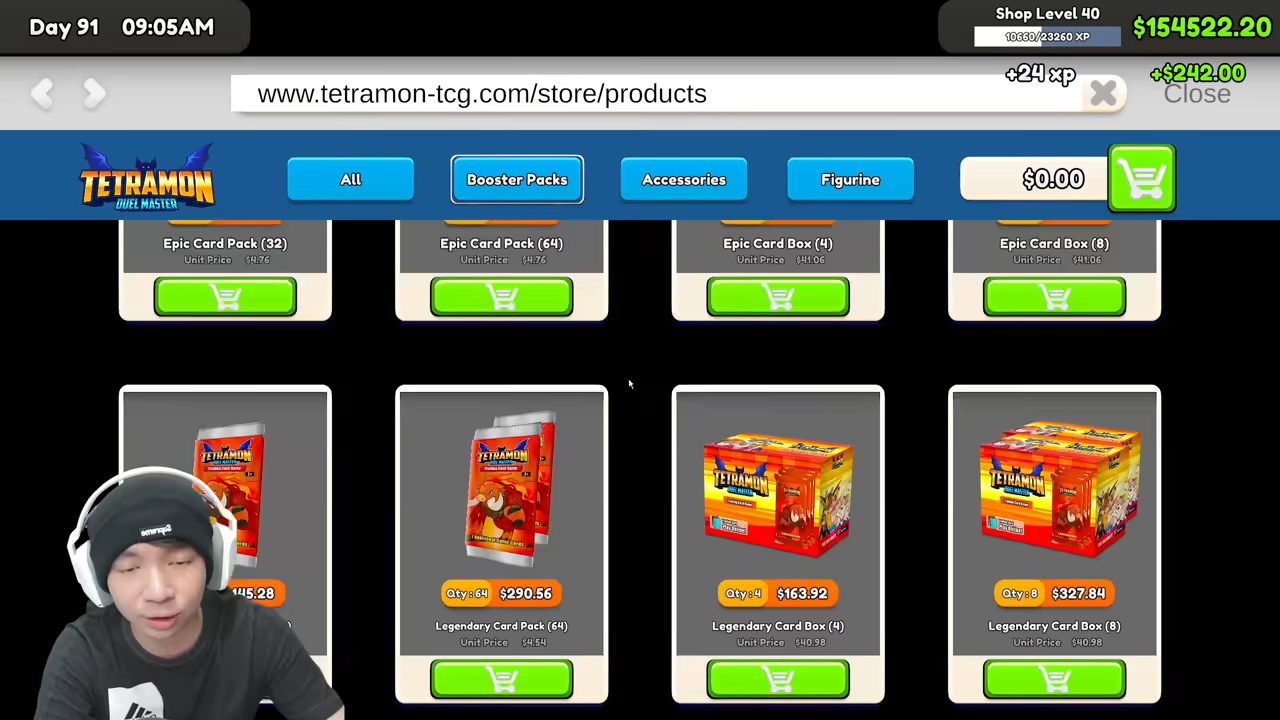 Day 91 09:05AM
Shop Level 40
10660/23260 XP
$154522.20
+24 xp
+$242.00
www.tetramon-tcg.com/store/products
Close
TETRAMON
DUEL MASTER
All
Booster Packs
Accessories
Figurine
$0.00
Epic Card Pack (32)
Unit Price $4.76
Epic Card Pack (64)
Unit Price $4.76
Epic Card Box (4)
Unit Price $41.06
Epic Card Box (8)
Unit Price $41.06
TETRAMON
TETRAMON
TETRAMON
TETRAMON
145.28
Qty : 64 $290.56
Legendary Card Pack (64)
Unit Price $4.54
Qty : 4 $163.92
Legendary Card Box (4)
Unit Price $40.98
Qty : 8 $327.84
Legendary Card Box (8)
Unit Price $40.98